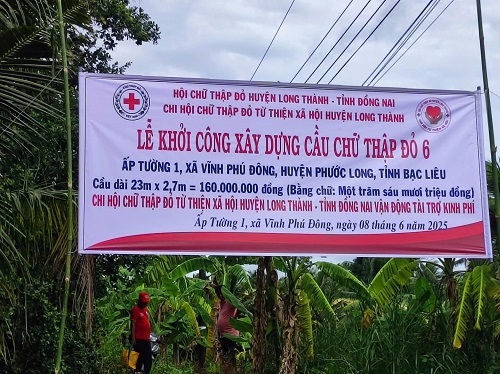 HỘI CHỮ THẬP ĐỎ HUYỆN LONG THÀNH - TỈNH ĐỒNG NAI
CHI HỘI CHỮ THẬP ĐỎ TỪ THIỆN XÃ HỘI HUYỆN LONG THÀNH
LỄ KHỞI CÔNG XÂY DỰNG CẦU CHỮ THẬP ĐỎ 6
ẤP TƯỜNG 1, XÃ VĨNH PHÚ ĐÔNG, HUYỆN PHƯỚC LONG, TỈNH BẠC LIÊU
Cầu dài 23m x 2,7m = 160.000.000 đồng (Bằng chữ: Một trăm sáu mươi triệu đồng)
CHI HỘI CHỮ THẬP ĐỎ TỪ THIỆN XÃ HỘI HUYỆN LONG THÀNH - TỈNH ĐỒNG NAI VẬN ĐỘNG TÀI TRỢ KINH PHÍ
Ấp Tường 1, xã Vĩnh Phú Đông, ngày 08 tháng 6 năm 2025